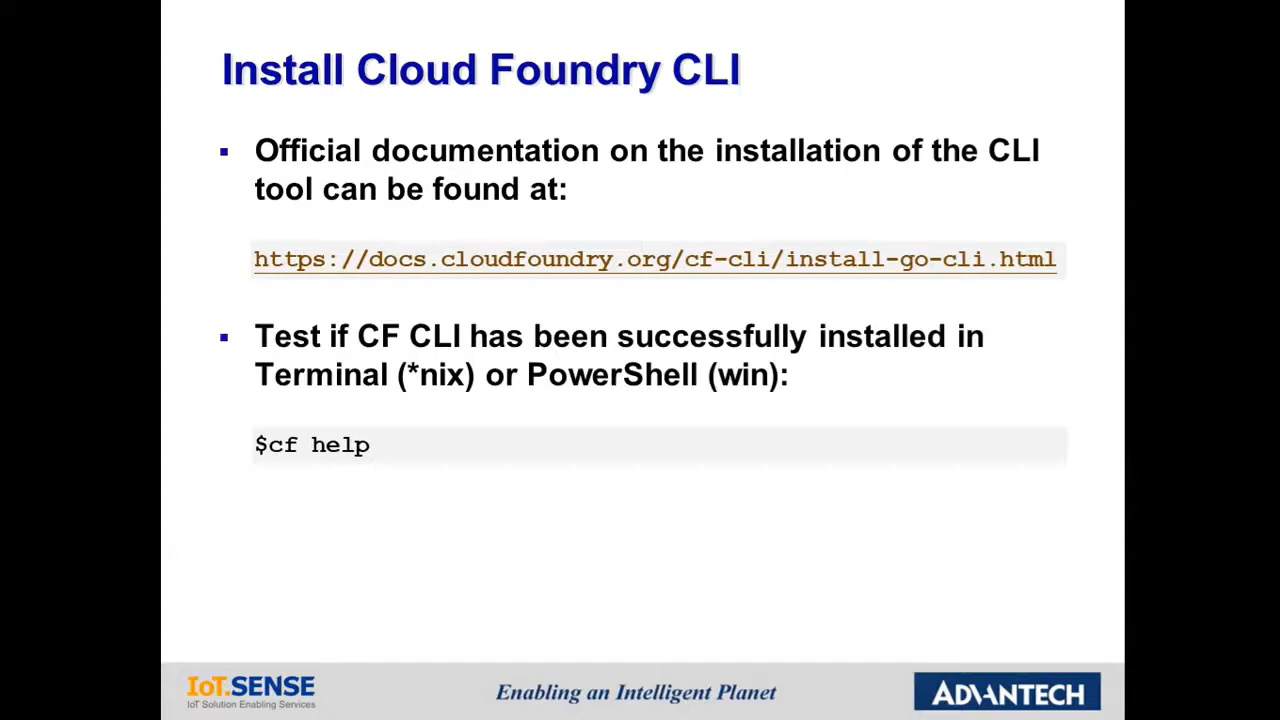 Install Cloud Foundry CLI
▪ Official documentation on the installation of the CLI
tool can be found at:
https://docs.cloudfoundry.org/cf-cli/install-go-cli.html
▪ Test if CF CLI has been successfully installed in
Terminal (*nix) or PowerShell (win):
$cf help
IoT.SENSE
IoT Solution Enabling Services
Enabling an Intelligent Planet
ADVANTECH